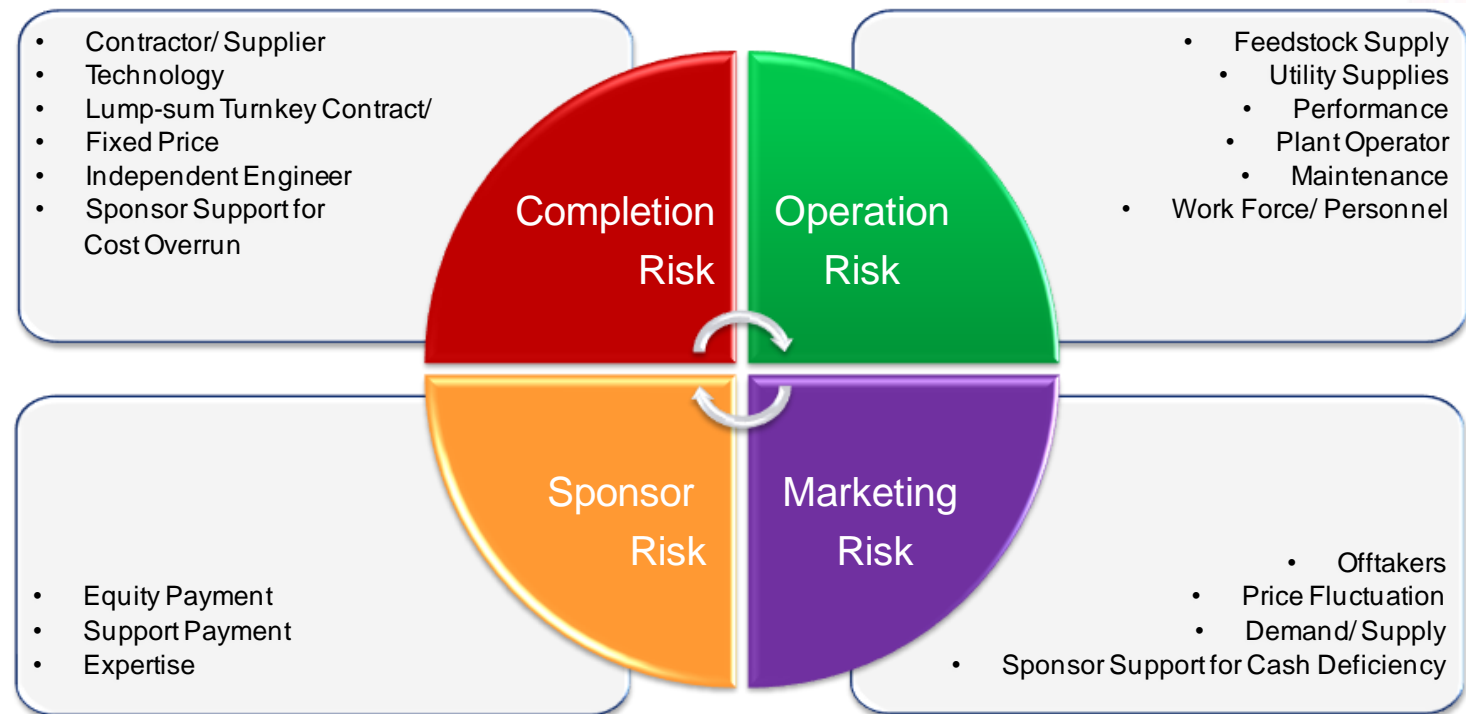 • Contractor/ Supplier
• Technology
• Lump-sum Turnkey Contract/
• Fixed Price
• Independent Engineer
• Sponsor Support for
Cost Overrun
Completion
Risk
Operation
Risk
• Feedstock Supply
• Utility Supplies
• Performance
• Plant Operator
• Maintenance
• Work Force/ Personnel
• Equity Payment
• Support Payment
• Expertise
Sponsor
Risk
Marketing
Risk
• Offtakers
• Price Fluctuation
• Demand/ Supply
• Sponsor Support for Cash Deficiency